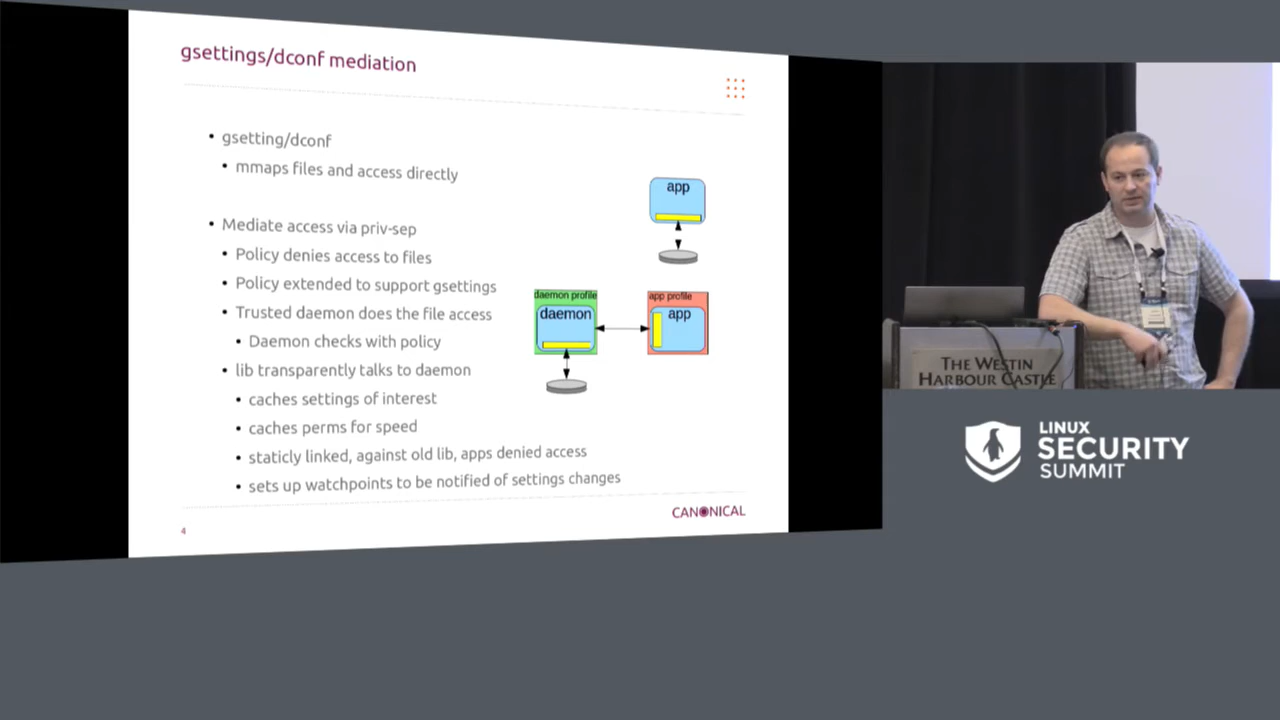 gsettings/dconf mediation
gsetting/dconf
mmaps files and access directly
Mediate access via priv-sep
Policy denies access to files
Policy extended to support gsettings
Trusted daemon does the file access
Daemon checks with policy
lib transparently talks to daemon
caches settings of interest
caches perms for speed
staticly linked, against old lib, apps denied access
sets up watchpoints to be notified of settings changes
app
daemon profile
daemon
app profile
app
4
CANONICAL
THE WESTIN
HARBOUR CASTLE
LINUX
SECURITY
SUMMIT